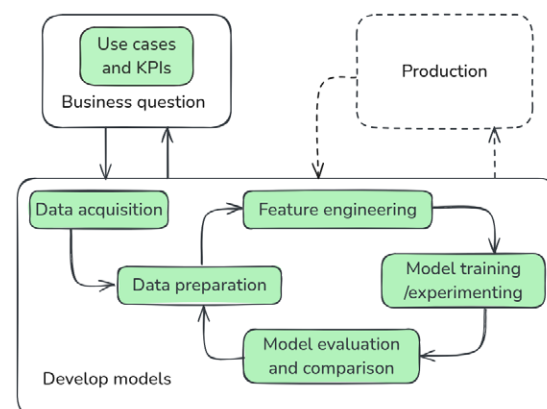 Use cases
and KPIs
Business question
Production
Data acquisition
Feature engineering
Data preparation
Model training
/experimenting
Model evaluation
and comparison
Develop models